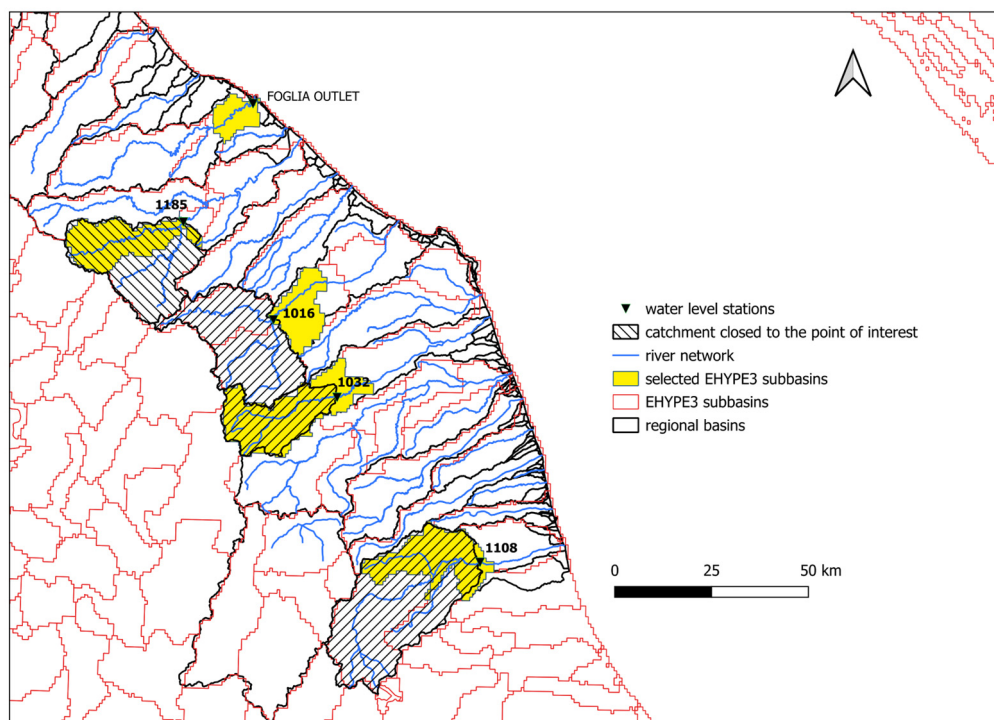 FOGLIA OUTLET
1185
1016
1032
1108
water level stations
catchment closed to the point of interest
river network
selected EHYPE3 subbasins
EHYPE3 subbasins
regional basins
0 25 50 km